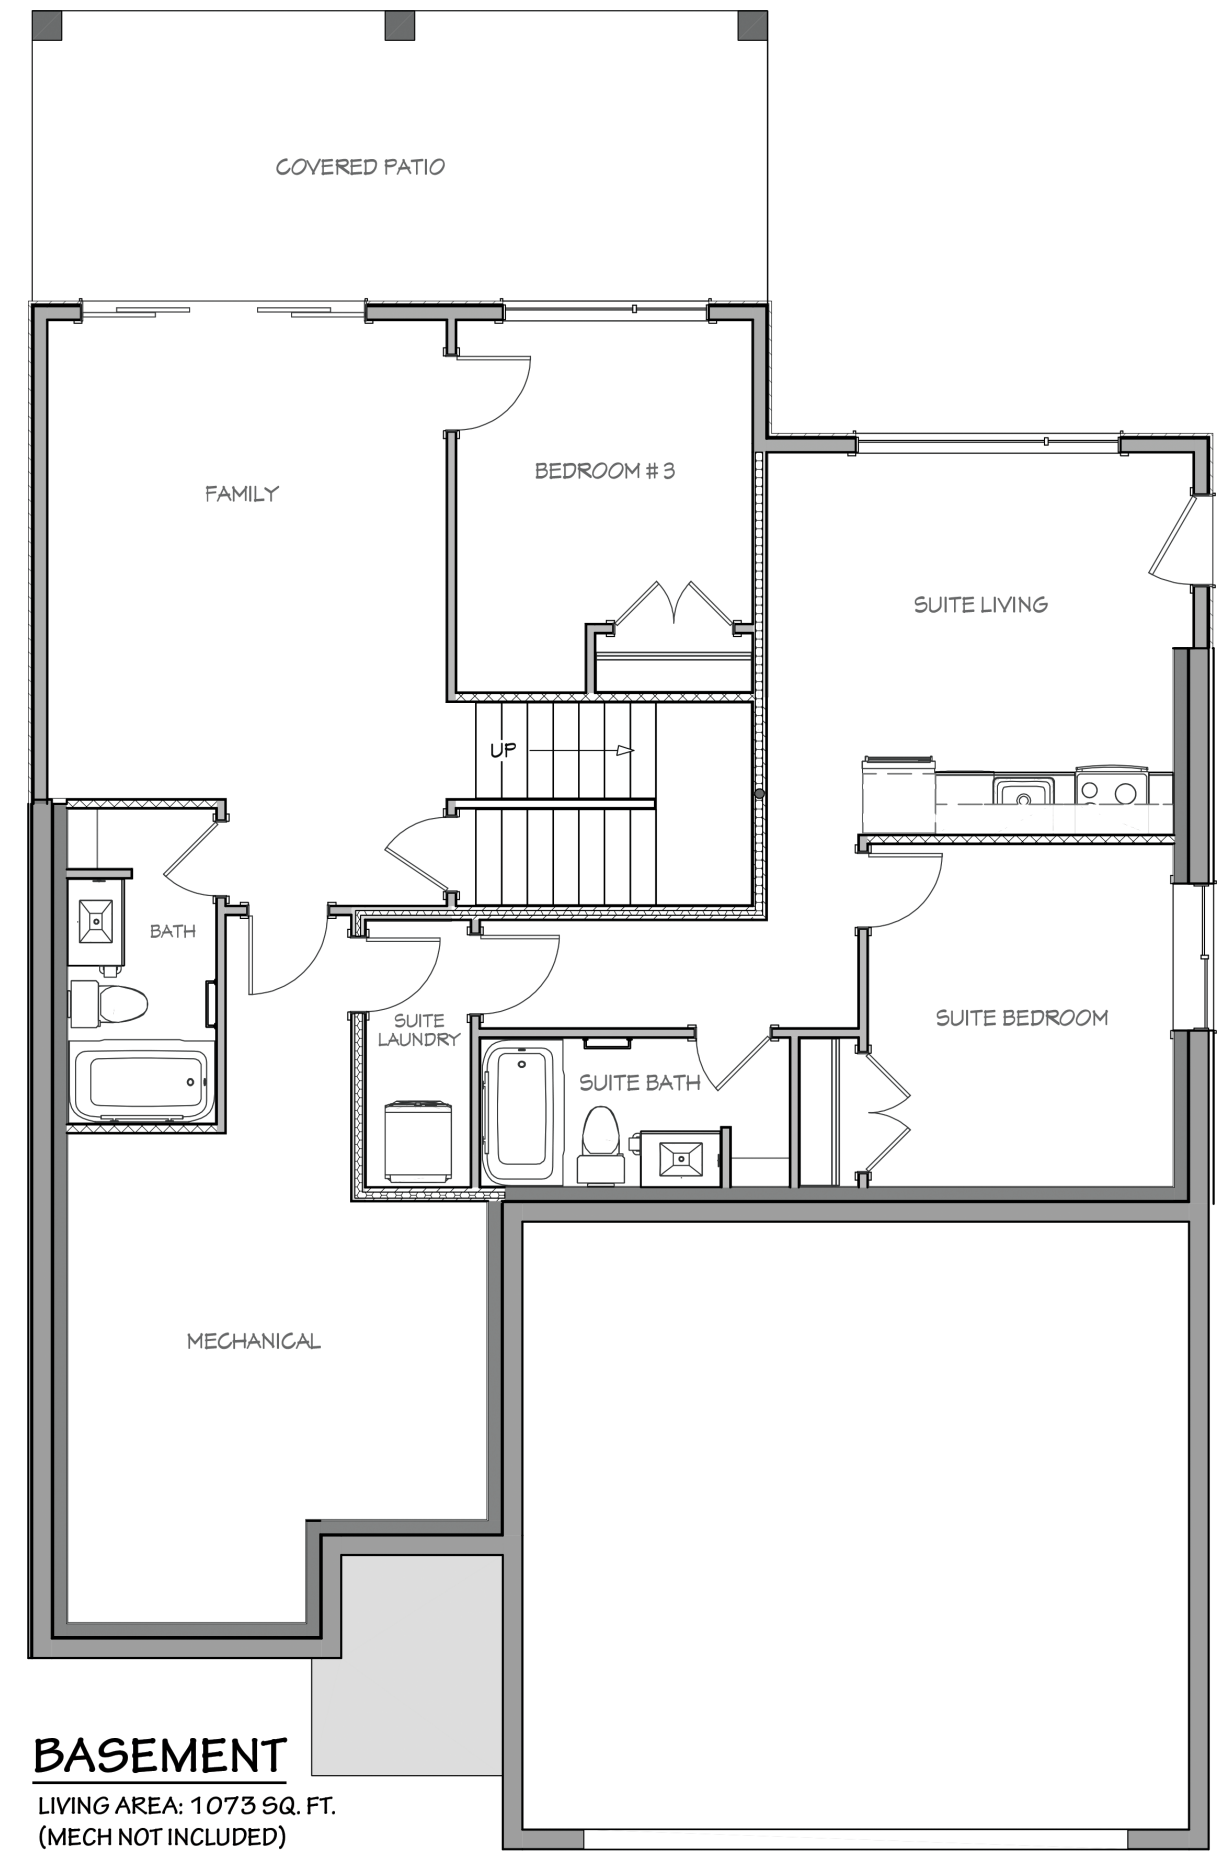 COVERED PATIO
BEDROOM # 3
FAMILY
SUITE LIVING
UP
BATH
SUITE
LAUNDRY
SUITE BEDROOM
SUITE BATH
MECHANICAL
BASEMENT
LIVING AREA: 1073 SQ. FT.
(MECH NOT INCLUDED)